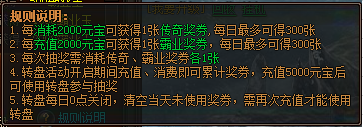 规则说明：
1. 每消耗2000元宝可获得1张传奇奖券，每日最多可得300张
2. 每充值2000元宝可获得1张霸业奖券，每日最多可得300张
3. 每次抽奖需消耗传奇、霸业奖券各1张
4. 转盘活动开启期间充值、消费即可累计奖券，充值5000元宝后
可使用转盘参与抽奖
5. 转盘每日0点关闭，清空当天未使用奖券，需再次充值才能使用
转盘
规则说明